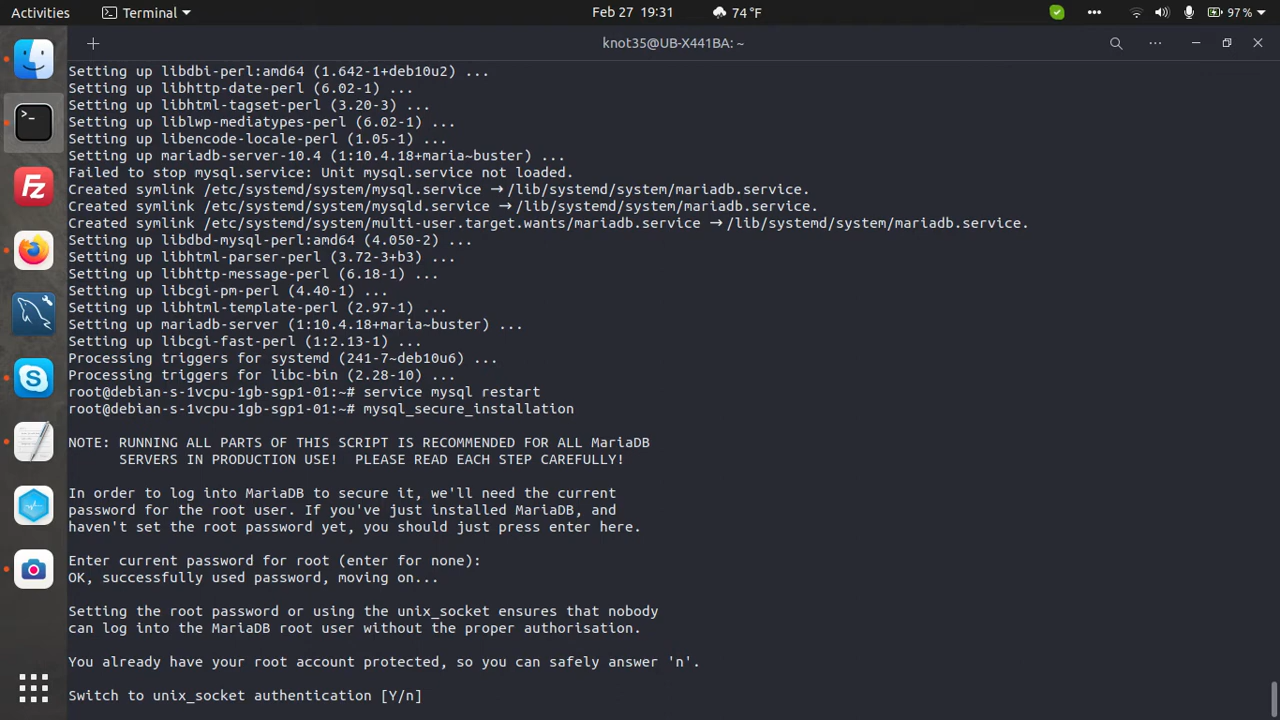 Activities
Terminal
Feb 27 19:31
74 °F
97 %
knot35@UB-X441BA: ~
Setting up libdbi-perl:amd64 (1.642-1+deb10u2) ...
Setting up libhttp-date-perl (6.02-1) ...
Setting up libhtml-tagset-perl (3.20-3) ...
Setting up liblwp-mediatypes-perl (6.02-1) ...
Setting up libencode-locale-perl (1.05-1) ...
Setting up mariadb-server-10.4 (1:10.4.18+maria~buster) ...
Failed to stop mysql.service: Unit mysql.service not loaded.
Created symlink /etc/systemd/system/mysql.service → /lib/systemd/system/mariadb.service.
Created symlink /etc/systemd/system/mysqld.service → /lib/systemd/system/mariadb.service.
Created symlink /etc/systemd/system/multi-user.target.wants/mariadb.service → /lib/systemd/system/mariadb.service.
Setting up libdbd-mysql-perl:amd64 (4.050-2) ...
Setting up libhtml-parser-perl (3.72-3+b3) ...
Setting up libhttp-message-perl (6.18-1) ...
Setting up libcgi-pm-perl (4.40-1) ...
Setting up libhtml-template-perl (2.97-1) ...
Setting up mariadb-server (1:10.4.18+maria~buster) ...
Setting up libcgi-fast-perl (1:2.13-1) ...
Processing triggers for systemd (241-7~deb10u6) ...
Processing triggers for libc-bin (2.28-10) ...
root@debian-s-1vcpu-1gb-sgp1-01:~# service mysql restart
root@debian-s-1vcpu-1gb-sgp1-01:~# mysql_secure_installation
NOTE: RUNNING ALL PARTS OF THIS SCRIPT IS RECOMMENDED FOR ALL MariaDB
SERVERS IN PRODUCTION USE!  PLEASE READ EACH STEP CAREFULLY!
In order to log into MariaDB to secure it, we'll need the current
password for the root user. If you've just installed MariaDB, and
haven't set the root password yet, you should just press enter here.
Enter current password for root (enter for none):
OK, successfully used password, moving on...
Setting the root password or using the unix_socket ensures that nobody
can log into the MariaDB root user without the proper authorisation.
You already have your root account protected, so you can safely answer 'n'.
Switch to unix_socket authentication [Y/n]